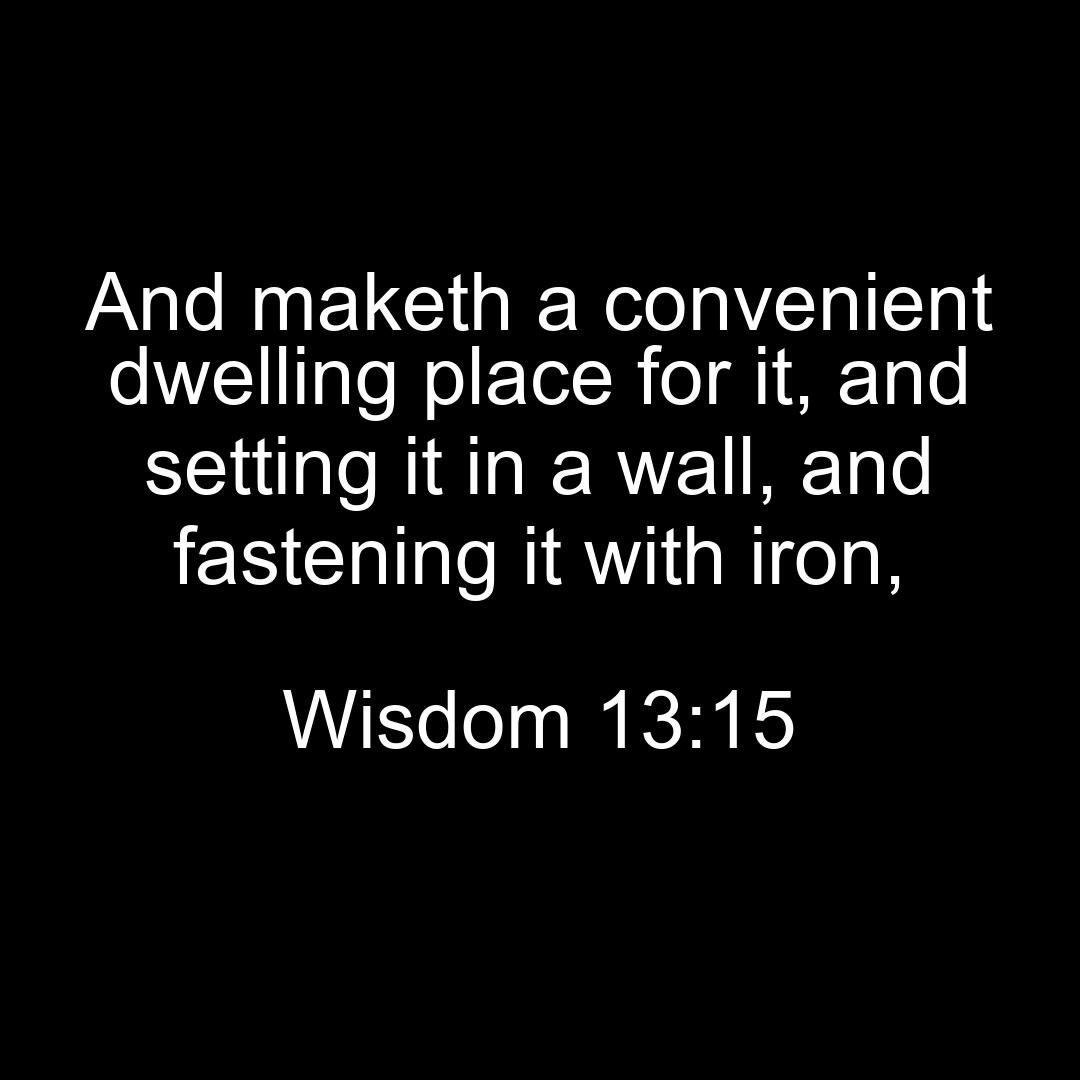 And maketh a convenient
dwelling place for it, and
setting it in a wall, and
fastening it with iron,
Wisdom 13:15